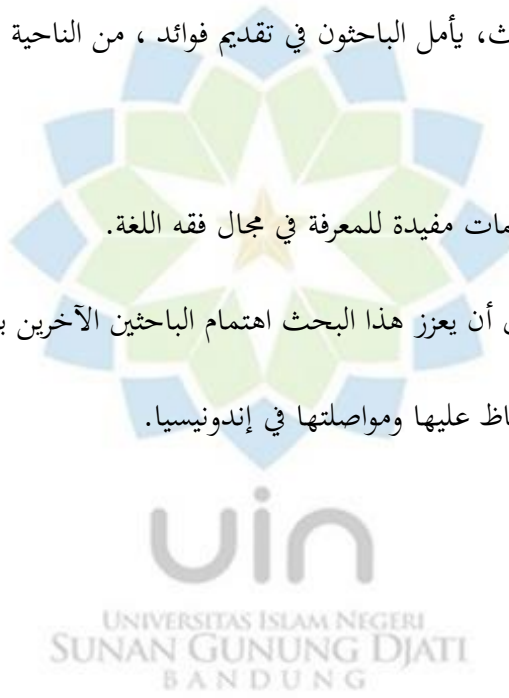 ث، يأمل الباحثون في تقديم فوائد ، من الناحية
مات مفيدة للمعرفة في مجال فقه اللغة.
أن يعزز هذا البحث اهتمام الباحثين الآخرين ب
اظ عليها ومواصلتها في إندونيسيا.
uin
UNIVERSITAS ISLAM NEGERI
SUNAN GUNUNG DJATI
BANDUNG